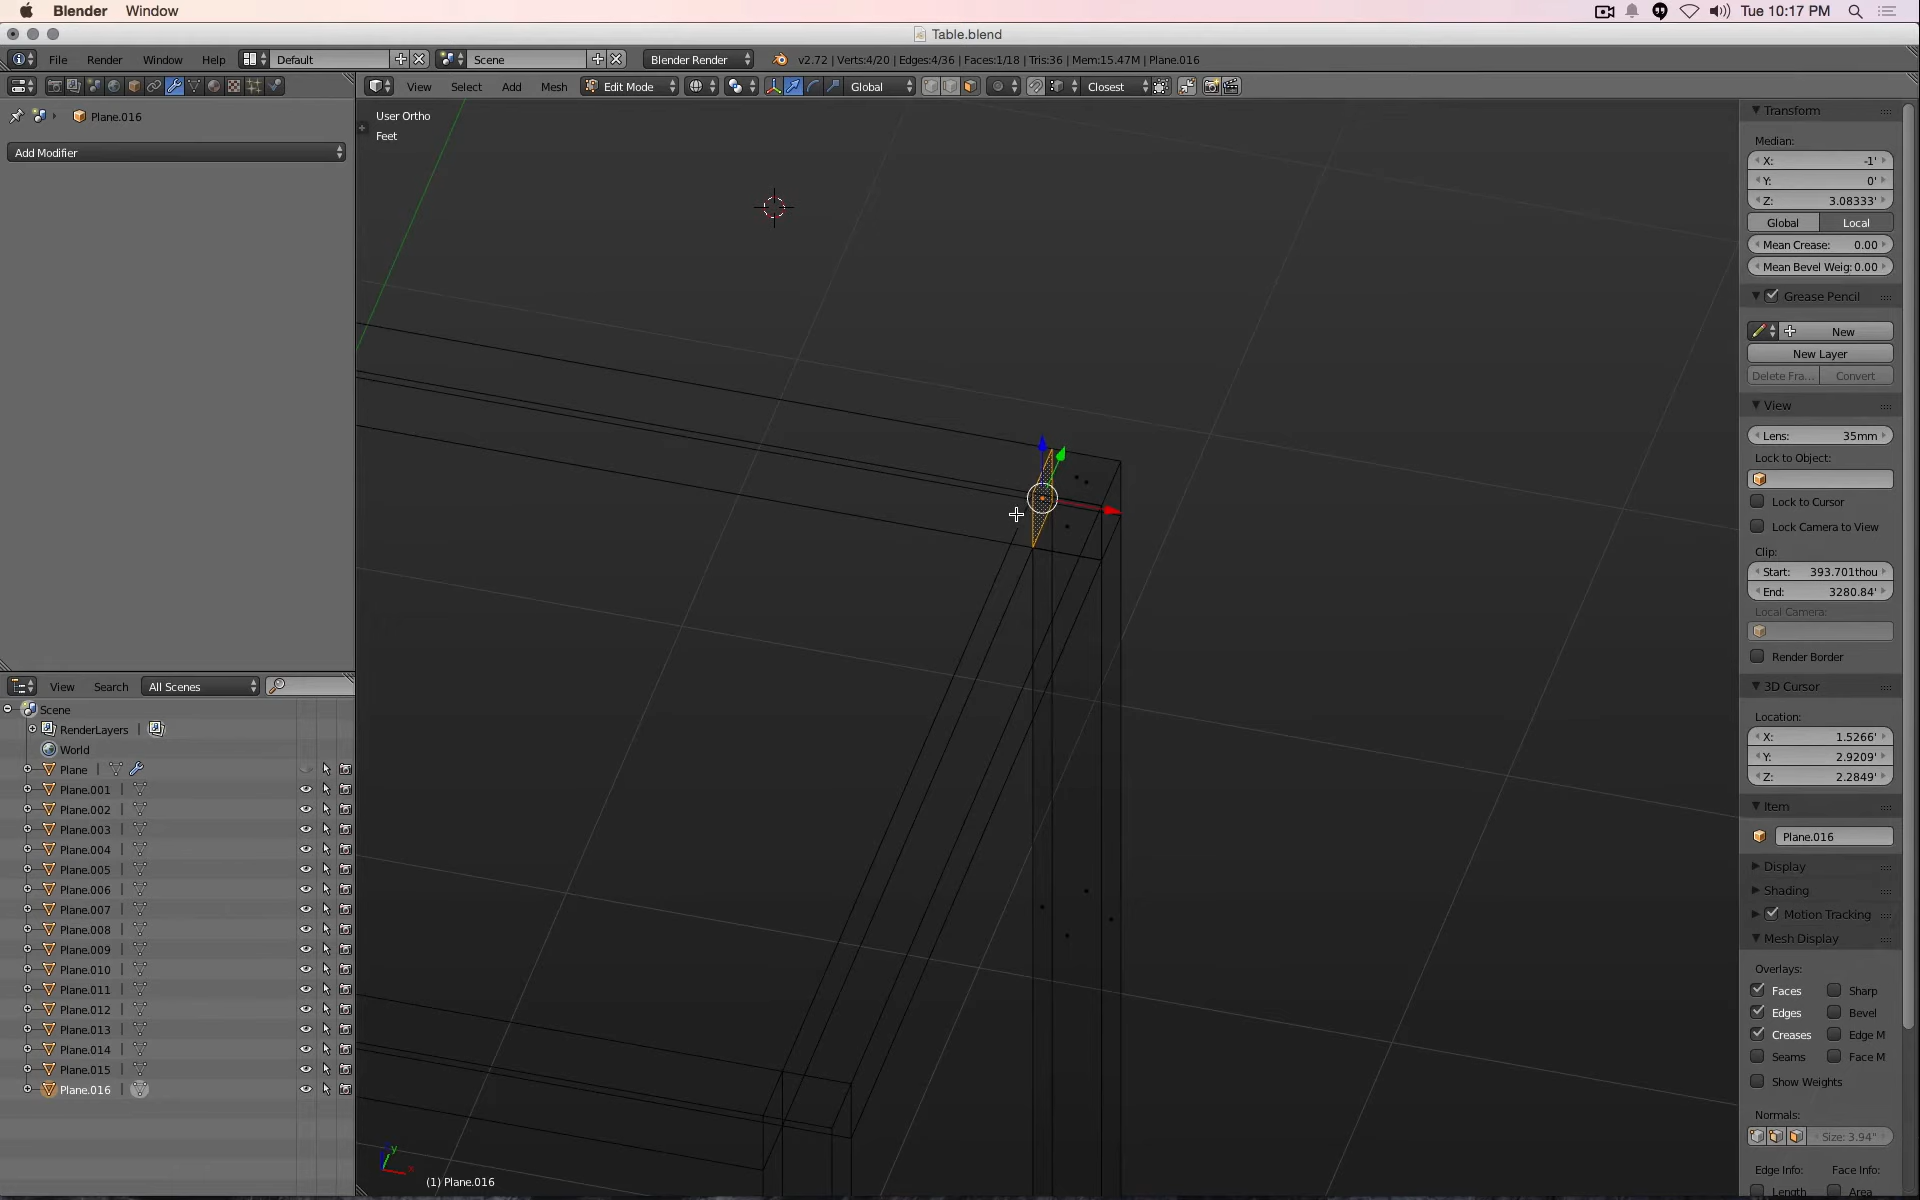 Blender Window
Tue 10:17 PM
Table.blend
File Render Window Help Default Scene Blender Render v2.72 | Verts:4/20 | Edges:4/36 | Faces:1/18 | Tris:36 | Mem:15.47M | Plane.016
View Select Add Mesh Edit Mode Global Closest
Plane.016
Add Modifier
User Ortho
Feet
(1) Plane.016
y
x
Transform
Median:
X: -1'
Y: 0'
Z: 3.08333'
Global Local
Mean Crease: 0.00
Mean Bevel Weig: 0.00
Grease Pencil
New
New Layer
Delete Fra... Convert
View
Lens: 35mm
Lock to Object:
Lock to Cursor
Lock Camera to View
Clip:
Start: 393.701thou
End: 3280.84'
Local Camera:
Render Border
3D Cursor
Location:
X: 1.5266'
Y: 2.9209'
Z: 2.2849'
Item
Plane.016
Display
Shading
Motion Tracking
Mesh Display
Overlays:
Faces Sharp
Edges Bevel
Creases Edge M
Seams Face M
Show Weights
Normals:
Size: 3.94"
Edge Info: Face Info:
Length Area
View Search All Scenes
Scene
RenderLayers |
World
Plane |
Plane.001 |
Plane.002 |
Plane.003 |
Plane.004 |
Plane.005 |
Plane.006 |
Plane.007 |
Plane.008 |
Plane.009 |
Plane.010 |
Plane.011 |
Plane.012 |
Plane.013 |
Plane.014 |
Plane.015 |
Plane.016 |